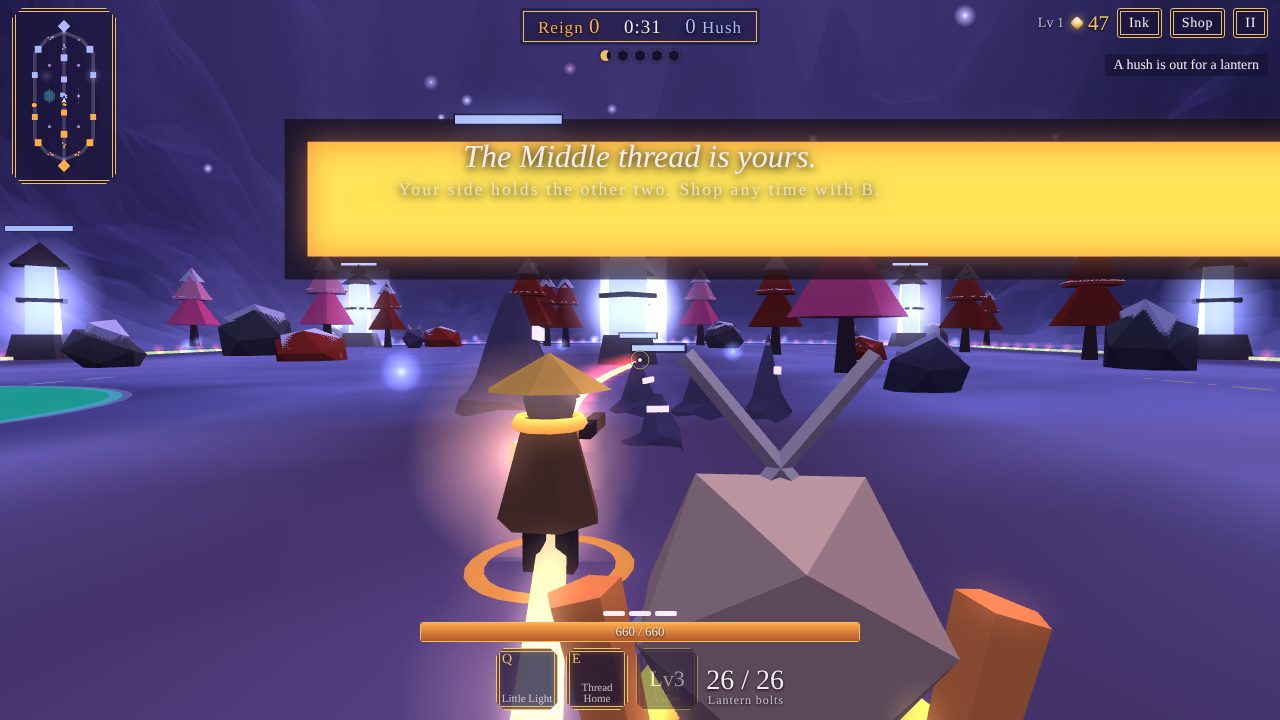 Reign 0 0:31 0 Hush
Lv 1 47 Ink Shop II
A hush is out for a lantern
The Middle thread is yours.
Your side holds the other two. Shop any time with B.
660 / 660
Q
Little Light
E
Thread
Home
Lv3
26 / 26
Lantern bolts